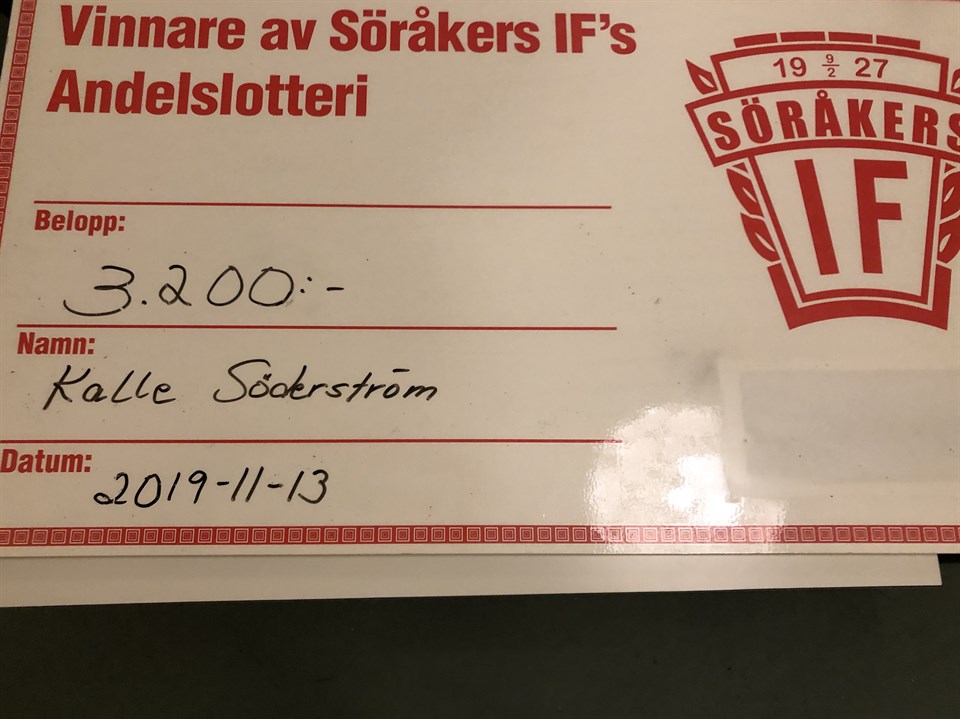 Vinnare av Söråkers IF's
Andelslotteri
19 9/2 27
SÖRÅKERS
IF
Belopp:
3.200:-
Namn:
Kalle Söderström
Datum:
2019-11-13